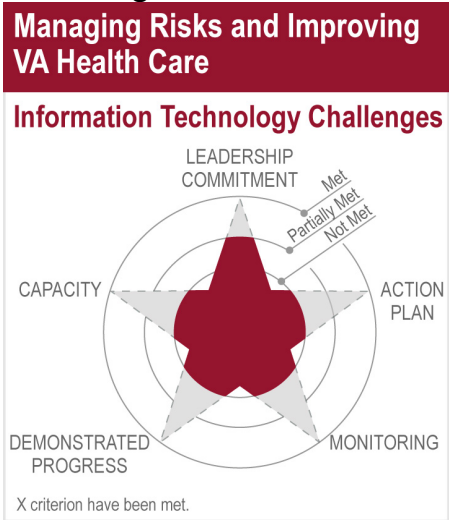 Managing Risks and Improving
VA Health Care
Information Technology Challenges
LEADERSHIP
COMMITMENT
Met
Partially Met
Not Met
CAPACITY
ACTION
PLAN
DEMONSTRATED
PROGRESS
MONITORING
X criterion have been met.